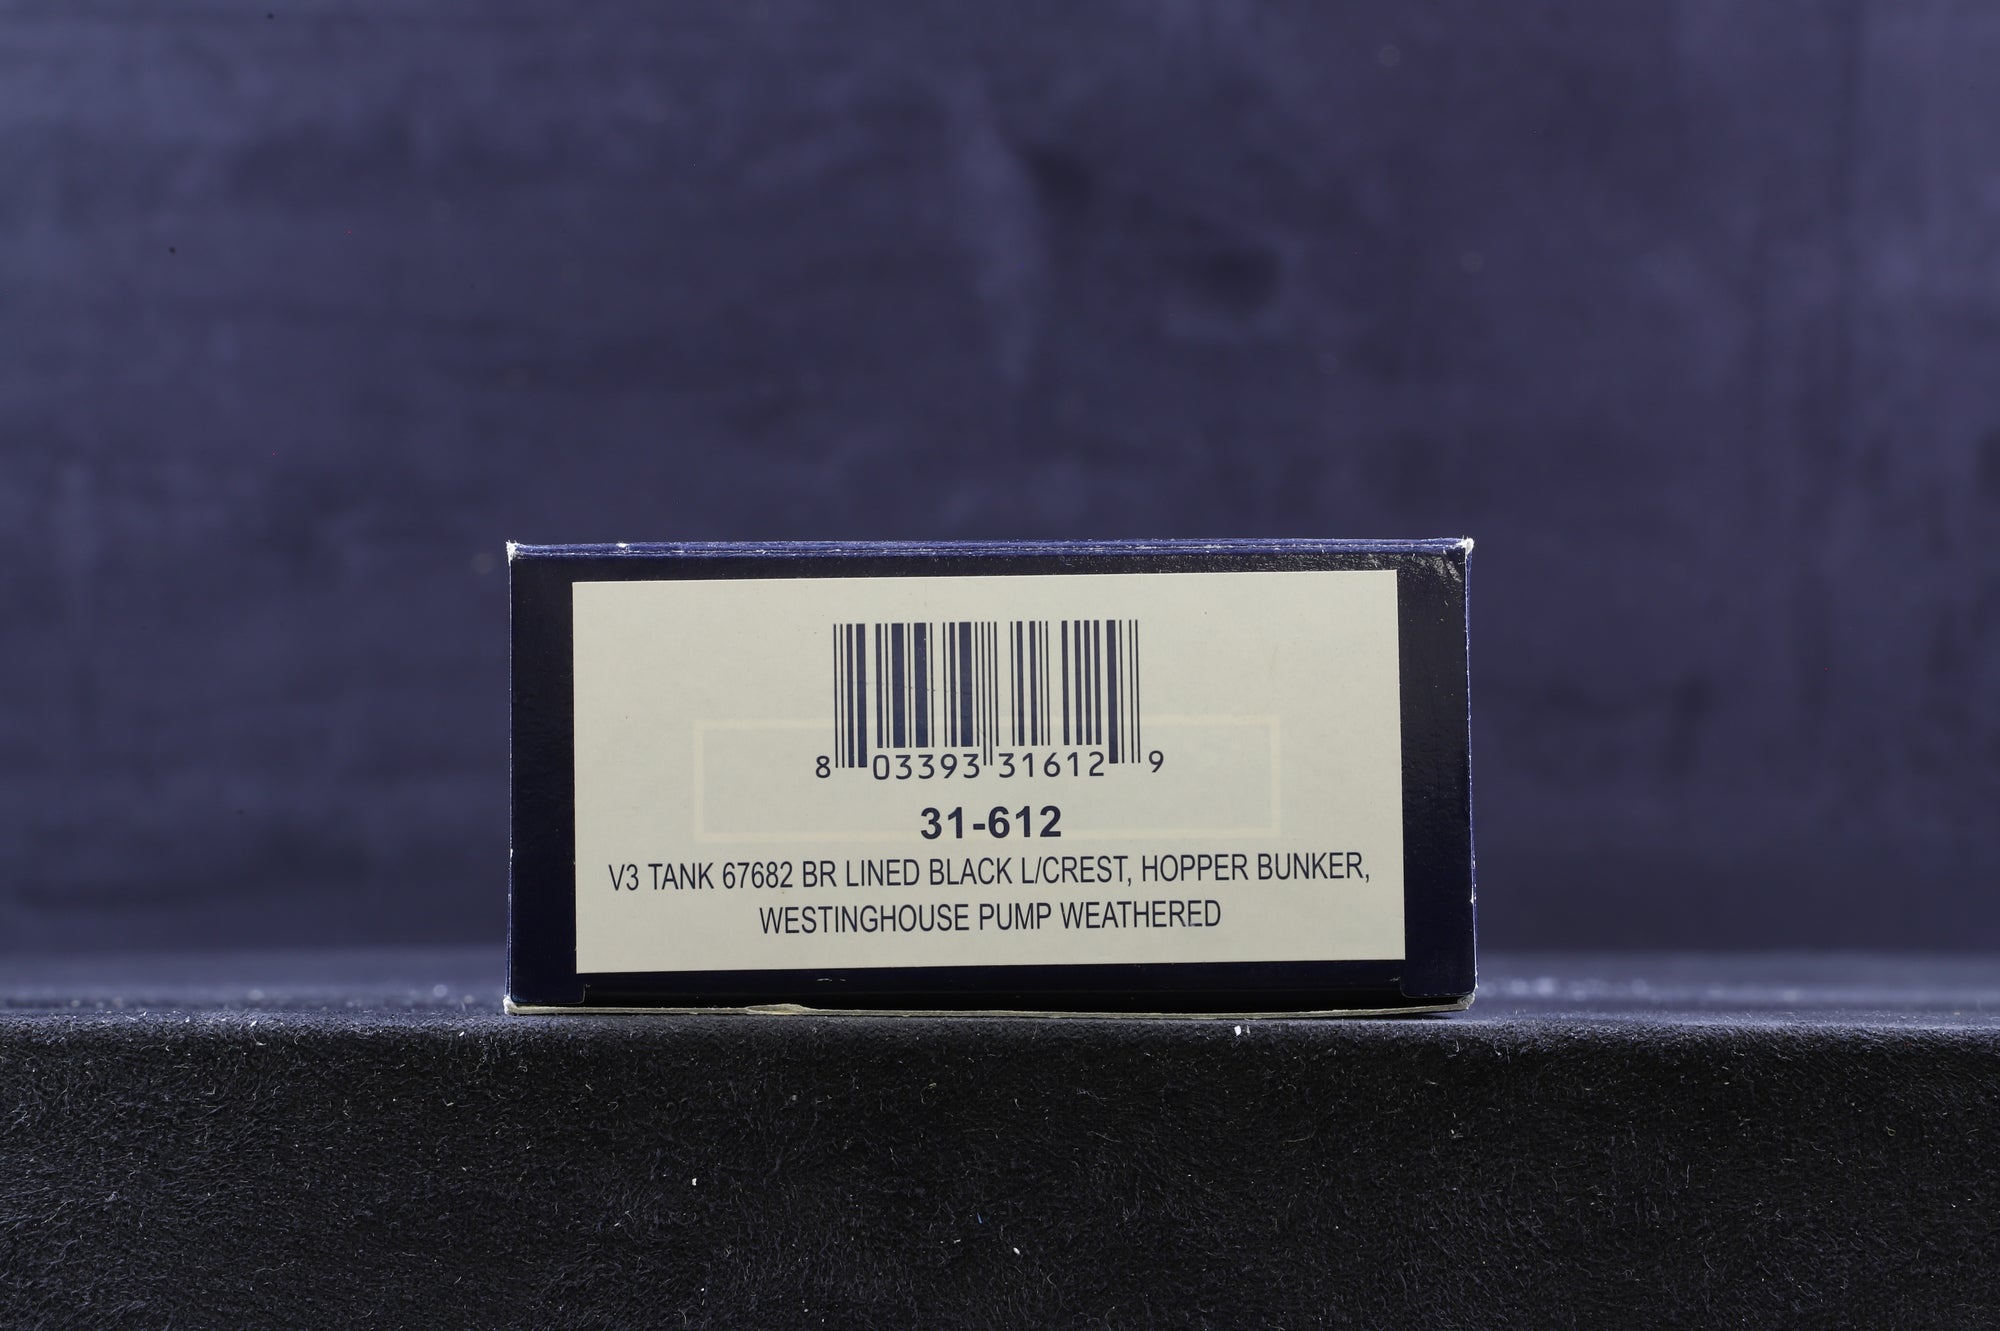 8 03393 31612 9
31-612
V3 TANK 67682 BR LINED BLACK L/CREST, HOPPER BUNKER,
WESTINGHOUSE PUMP WEATHERED